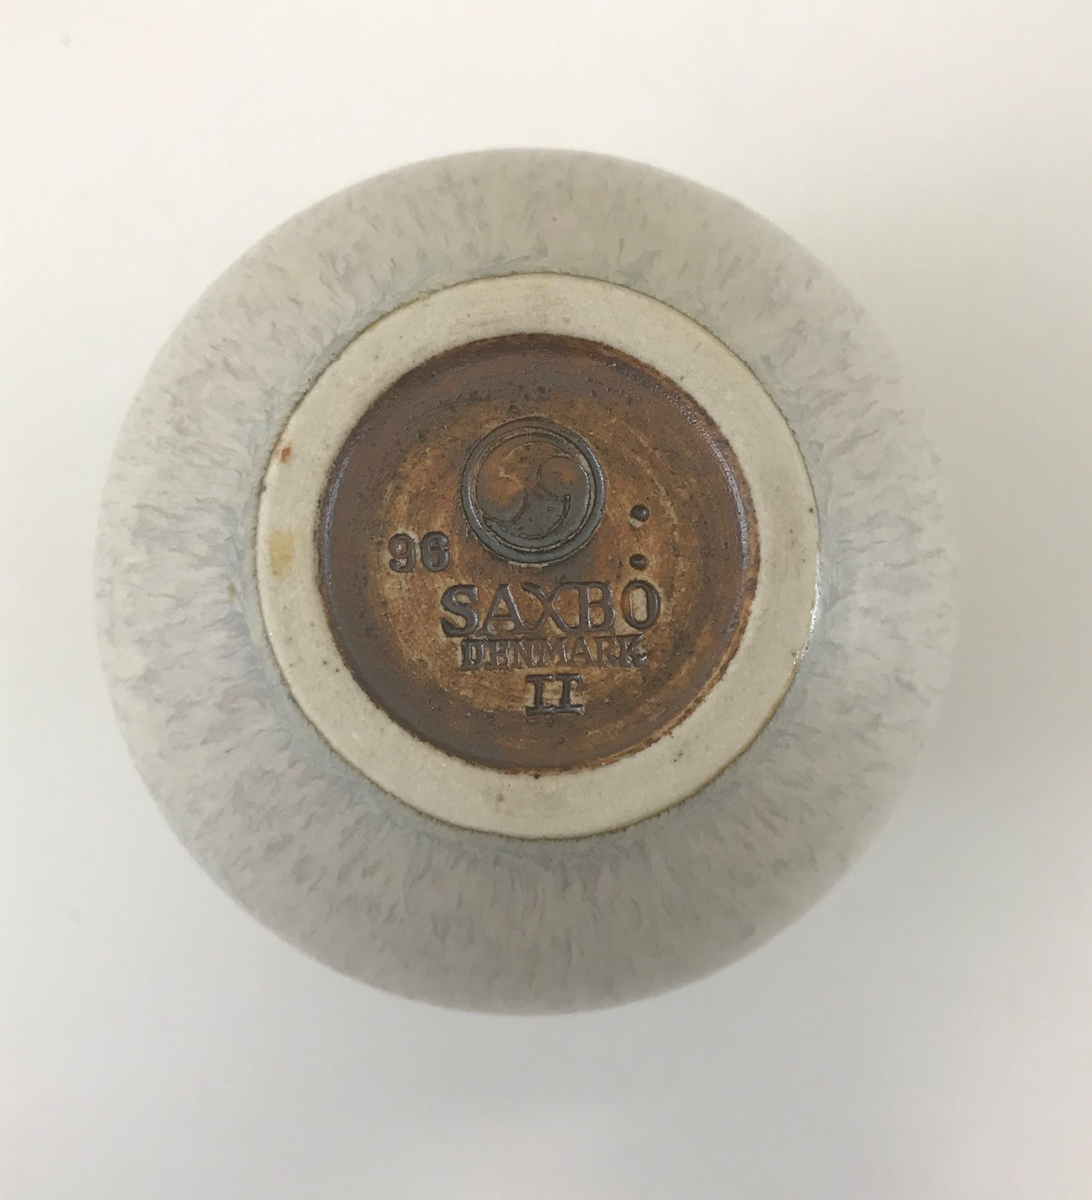 96
SAXBO
DENMARK
II